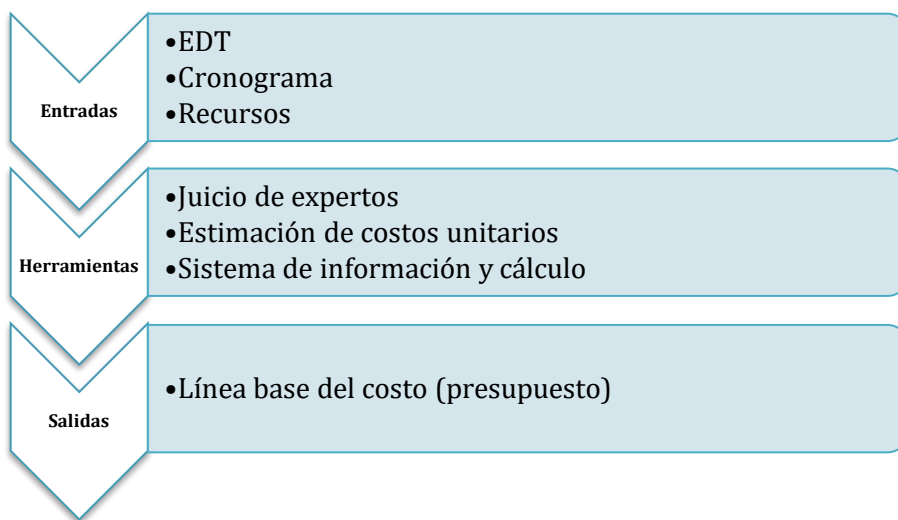 Entradas
•EDT
•Cronograma
•Recursos
Herramientas
•Juicio de expertos
•Estimación de costos unitarios
•Sistema de información y cálculo
Salidas
•Línea base del costo (presupuesto)